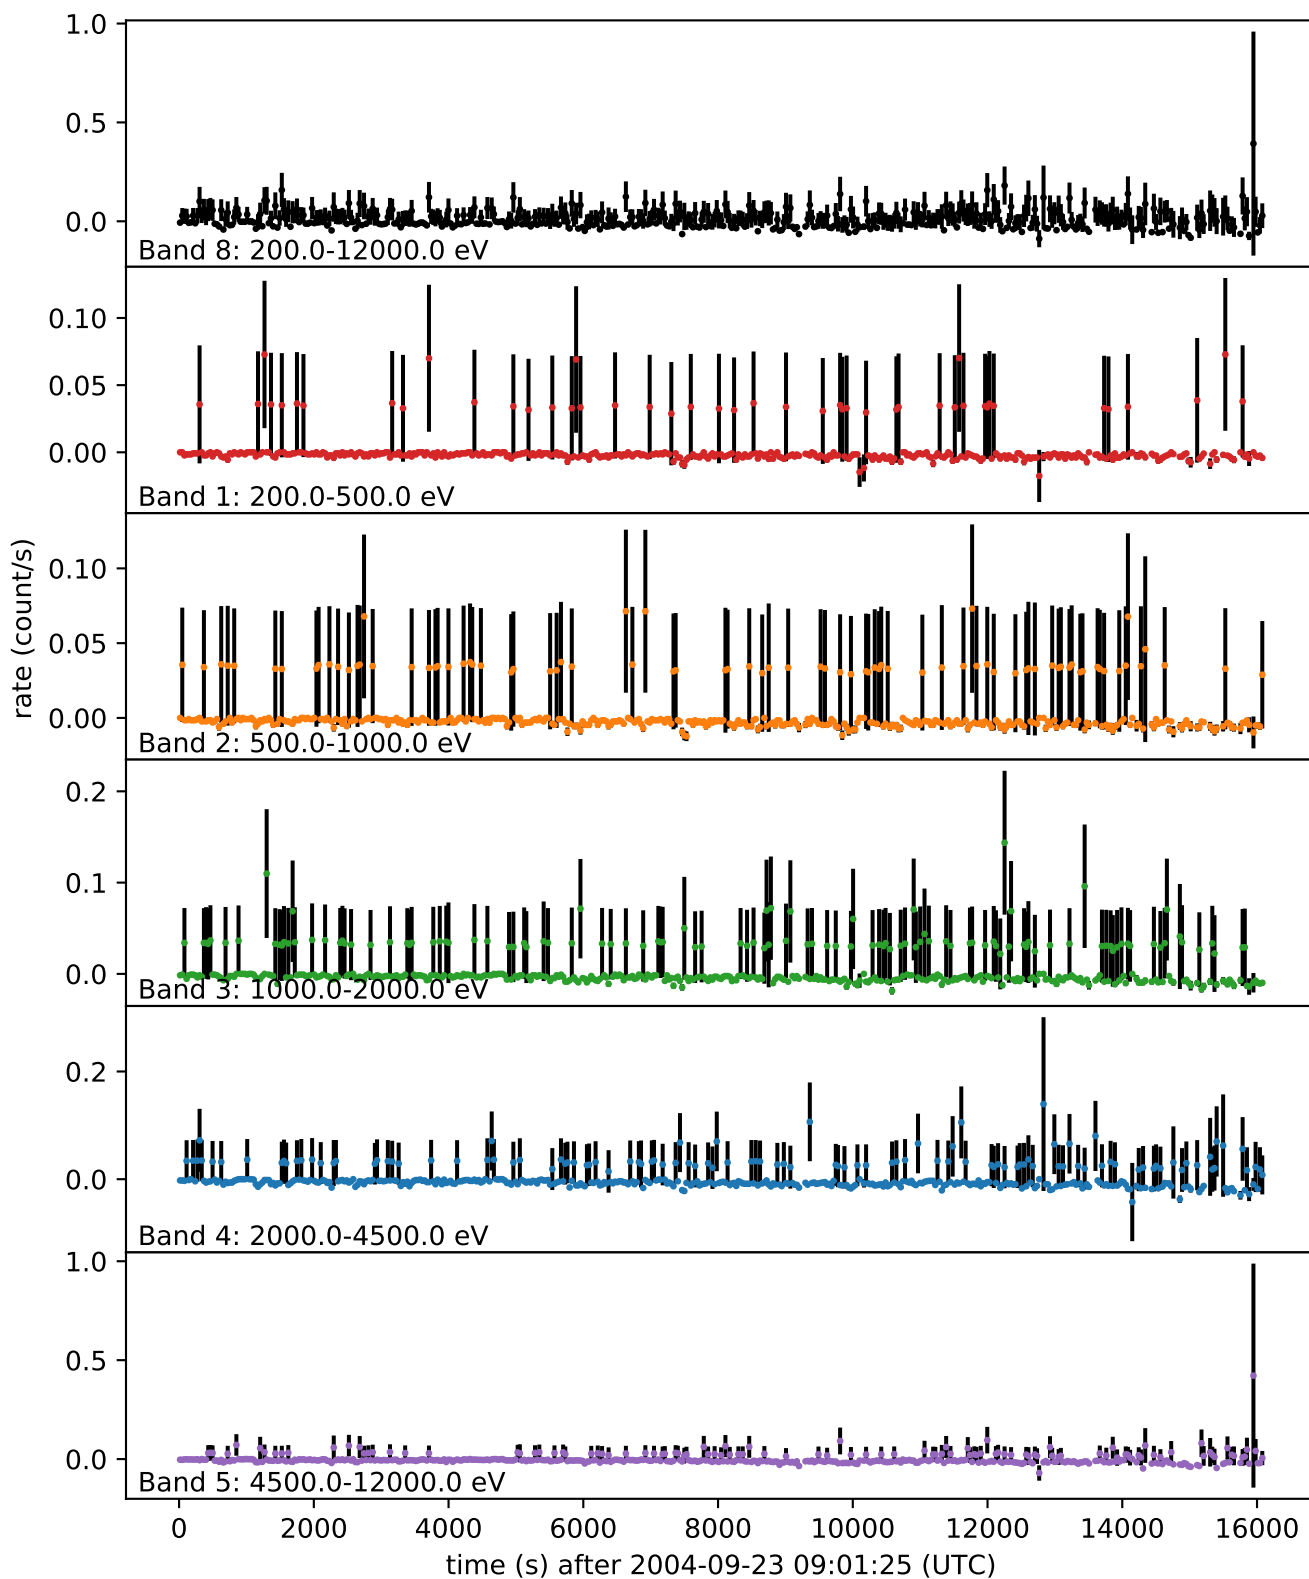 1.0
0.5
0.0
Band 8: 200.0-12000.0 eV
0.10
0.05
0.00
Band 1: 200.0-500.0 eV
rate (count/s)
0.10
0.05
0.00
Band 2: 500.0-1000.0 eV
0.2
0.1
0.0
Band 3: 1000.0-2000.0 eV
0.2
0.0
Band 4: 2000.0-4500.0 eV
1.0
0.5
0.0
Band 5: 4500.0-12000.0 eV
0 2000 4000 6000 8000 10000 12000 14000 16000
time (s) after 2004-09-23 09:01:25 (UTC)